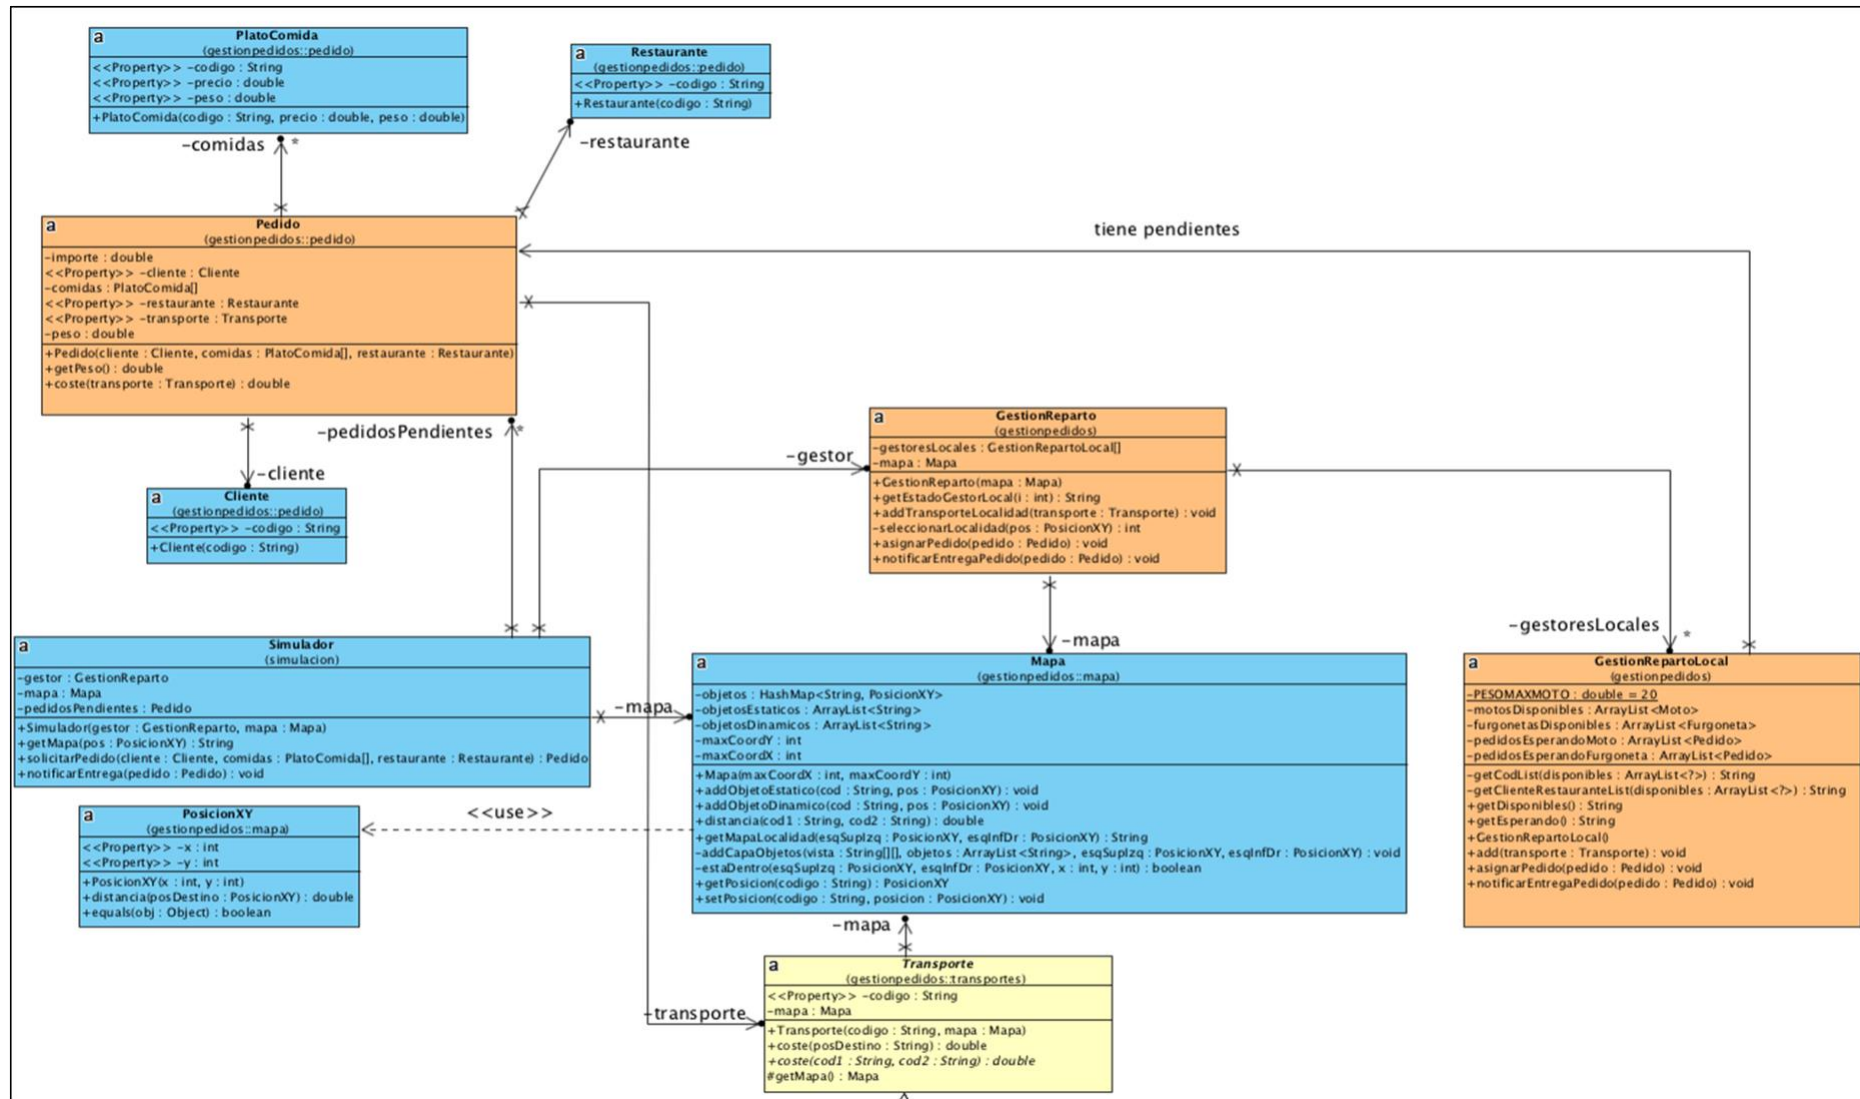 a
PlatoComida
(gestionpedidos::pedido)
<<Property>> -codigo : String
<<Property>> -precio : double
<<Property>> -peso : double
+PlatoComida(codigo : String, precio : double, peso : double)
-comidas
*
a
Restaurante
(gestionpedidos::pedido)
<<Property>> -codigo : String
+Restaurante(codigo : String)
-restaurante
a
Pedido
(gestionpedidos::pedido)
-importe : double
<<Property>> -cliente : Cliente
-comidas : PlatoComida[]
<<Property>> -restaurante : Restaurante
<<Property>> -transporte : Transporte
-peso : double
+Pedido(cliente : Cliente, comidas : PlatoComida[], restaurante : Restaurante)
+getPeso() : double
+coste(transporte : Transporte) : double
tiene pendientes
-pedidosPendientes
*
-cliente
a
Cliente
(gestionpedidos::pedido)
<<Property>> -codigo : String
+Cliente(codigo : String)
-gestor
a
GestionReparto
(gestionpedidos)
-gestoresLocales : GestionRepartoLocal[]
-mapa : Mapa
+GestionReparto(mapa : Mapa)
+getEstadoGestorLocal(i : int) : String
+addTransporteLocalidad(transporte : Transporte) : void
-seleccionarLocalidad(pos : PosicionXY) : int
+asignarPedido(pedido : Pedido) : void
+notificarEntregaPedido(pedido : Pedido) : void
-mapa
-gestoresLocales
*
a
Simulador
(simulacion)
-gestor : GestionReparto
-mapa : Mapa
-pedidosPendientes : Pedido
+Simulador(gestor : GestionReparto, mapa : Mapa)
+getMapa(pos : PosicionXY) : String
+solicitarPedido(cliente : Cliente, comidas : PlatoComida[], restaurante : Restaurante) : Pedido
+notificarEntrega(pedido : Pedido) : void
-mapa
a
Mapa
(gestionpedidos::mapa)
-objetos : HashMap<String, PosicionXY>
-objetosEstaticos : ArrayList<String>
-objetosDinamicos : ArrayList<String>
-maxCoordY : int
-maxCoordX : int
+Mapa(maxCoordX : int, maxCoordY : int)
+addObjetoEstatico(cod : String, pos : PosicionXY) : void
+addObjetoDinamico(cod : String, pos : PosicionXY) : void
+distancia(cod1 : String, cod2 : String) : double
+getMapaLocalidad(esqSupIzq : PosicionXY, esqInfDr : PosicionXY) : String
-addCapaObjetos(vista : String[][], objetos : ArrayList<String>, esqSupIzq : PosicionXY, esqInfDr : PosicionXY) : void
-estaDentro(esqSupIzq : PosicionXY, esqInfDr : PosicionXY, x : int, y : int) : boolean
+getPosicion(codigo : String) : PosicionXY
+setPosicion(codigo : String, posicion : PosicionXY) : void
a
GestionRepartoLocal
(gestionpedidos)
-PESOMAXMOTO : double = 20
-motosDisponibles : ArrayList<Moto>
-furgonetasDisponibles : ArrayList<Furgoneta>
-pedidosEsperandoMoto : ArrayList<Pedido>
-pedidosEsperandoFurgoneta : ArrayList<Pedido>
-getCodList(disponibles : ArrayList<?>) : String
-getClienteRestauranteList(disponibles : ArrayList<?>) : String
+getDisponibles() : String
+getEsperando() : String
+GestionRepartoLocal()
+add(transporte : Transporte) : void
+asignarPedido(pedido : Pedido) : void
+notificarEntregaPedido(pedido : Pedido) : void
a
PosicionXY
(gestionpedidos::mapa)
<<Property>> -x : int
<<Property>> -y : int
+PosicionXY(x : int, y : int)
+distancia(posDestino : PosicionXY) : double
+equals(obj : Object) : boolean
<<use>>
-mapa
-transporte
a
Transporte
(gestionpedidos::transportes)
<<Property>> -codigo : String
-mapa : Mapa
+Transporte(codigo : String, mapa : Mapa)
+coste(posDestino : String) : double
+coste(cod1 : String, cod2 : String) : double
#getMapa() : Mapa